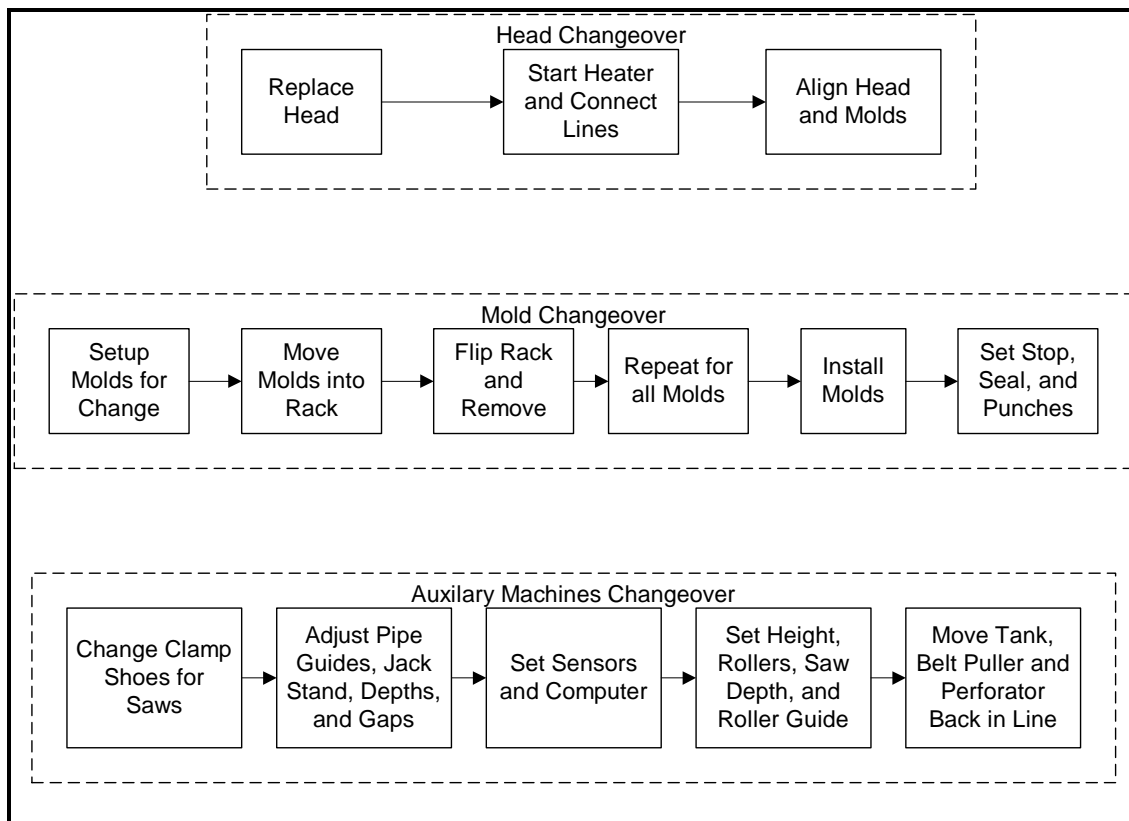 Head Changeover
Replace
Head
Start Heater
and Connect
Lines
Align Head
and Molds
Mold Changeover
Setup
Molds for
Change
Move
Molds into
Rack
Flip Rack
and
Remove
Repeat for
all Molds
Install
Molds
Set Stop,
Seal, and
Punches
Auxilary Machines Changeover
Change Clamp
Shoes for
Saws
Adjust Pipe
Guides, Jack
Stand, Depths,
and Gaps
Set Sensors
and Computer
Set Height,
Rollers, Saw
Depth, and
Roller Guide
Move Tank,
Belt Puller and
Perforator
Back in Line